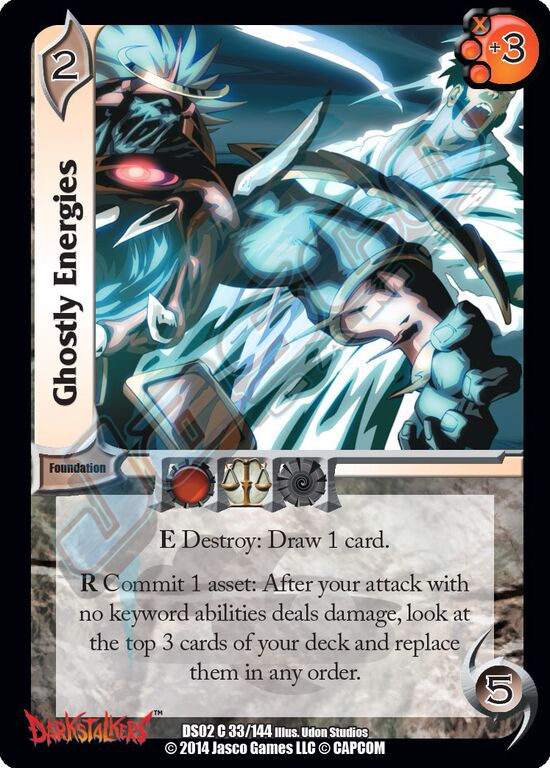 2
X
+3
Ghostly Energies
Foundation
E Destroy: Draw 1 card.
R Commit 1 asset: After your attack with
no keyword abilities deals damage, look at
the top 3 cards of your deck and replace
them in any order.
5
DARKSTALKERS™
DS02 C 33/144 Illus. Udon Studios
© 2014 Jasco Games LLC © CAPCOM